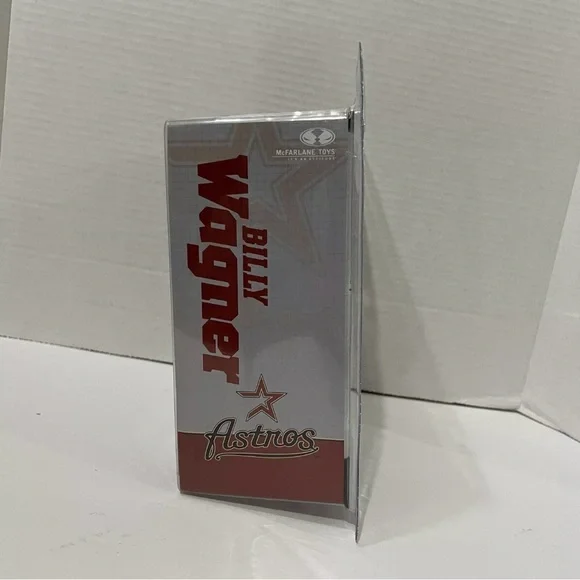 McFARLANE TOYS
BILLY
Wagner
Astros